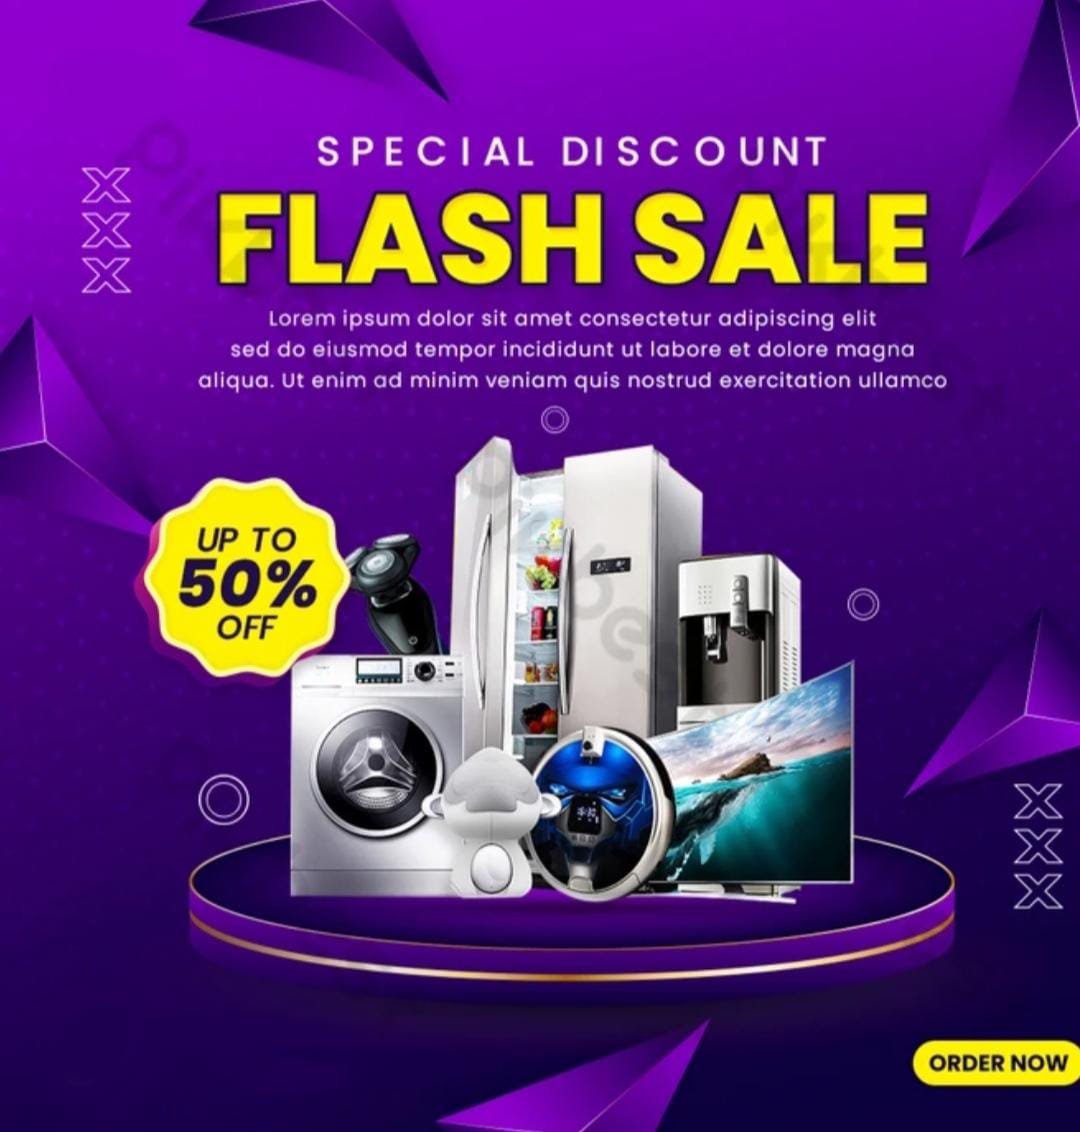 SPECIAL DISCOUNT
FLASH SALE
Lorem ipsum dolor sit amet consectetur adipiscing elit
sed do eiusmod tempor incididunt ut labore et dolore magna
aliqua. Ut enim ad minim veniam quis nostrud exercitation ullamco
UP TO
50%
OFF
ORDER NOW